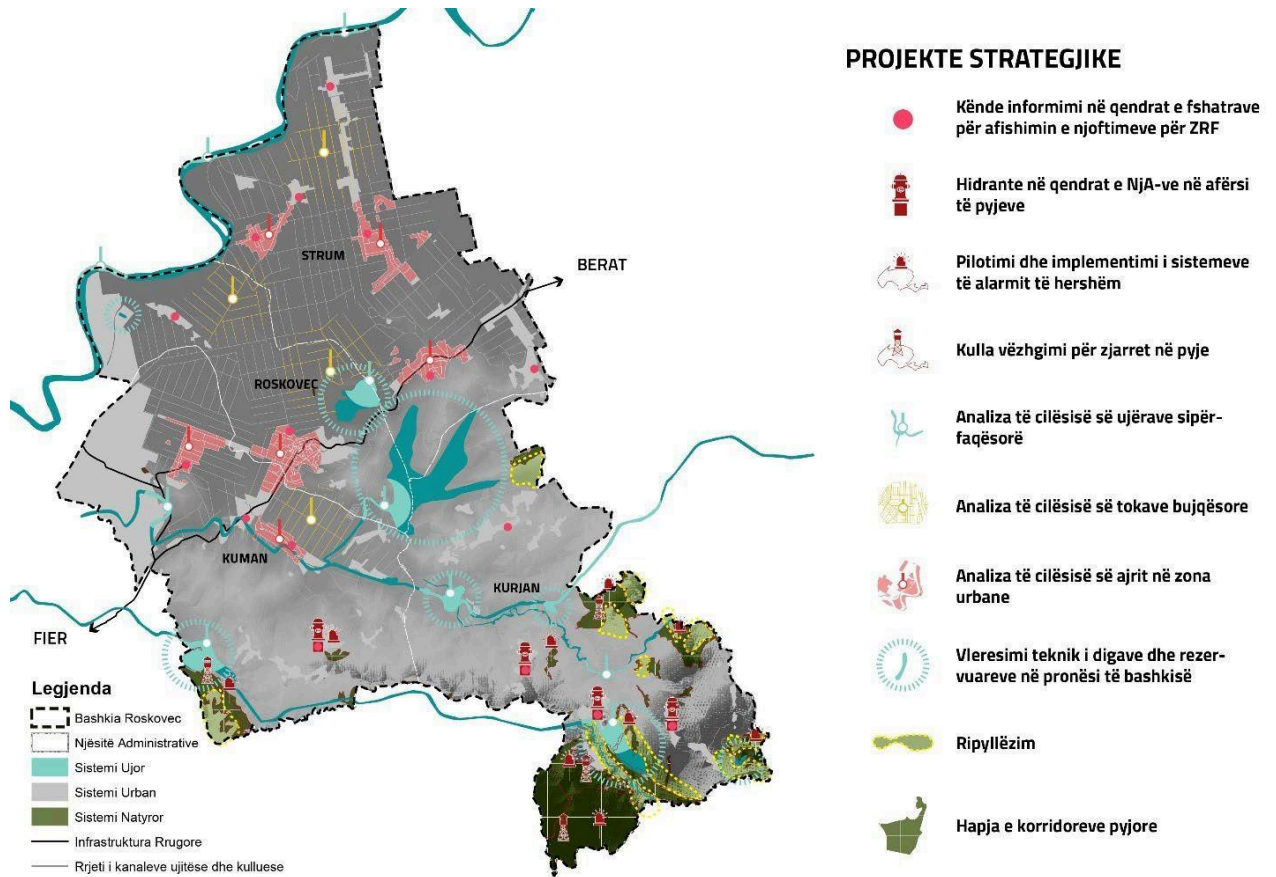 STRUM
BERAT
ROSKOVEC
KUMAN
KURJAN
FIER
Legjenda
Bashkia Roskovec
Njësitë Administrative
Sistemi Ujor
Sistemi Urban
Sistemi Natyror
Infrastruktura Rrugore
Rrjeti i kanaleve ujitëse dhe kulluese
PROJEKTE STRATEGJIKE
Kënde informimi në qendrat e fshatrave
për afishimin e njoftimeve për ZRF
Hidrante në qendrat e NjA-ve në afërsi
të pyjeve
Pilotimi dhe implementimi i sistemeve
të alarmit të hershëm
Kulla vëzhgimi për zjarret në pyje
Analiza të cilësisë së ujërave sipër-
faqësorë
Analiza të cilësisë së tokave bujqësore
Analiza të cilësisë së ajrit në zona
urbane
Vleresimi teknik i digave dhe rezer-
vuareve në pronësi të bashkisë
Ripyllëzim
Hapja e korridoreve pyjore